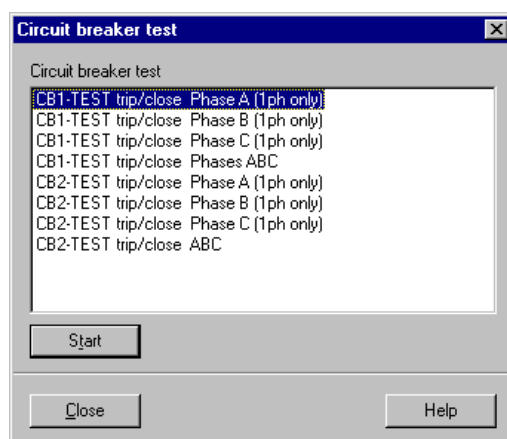 Circuit breaker test
Circuit breaker test
CB1-TEST trip/close Phase A (1ph only)
CB1-TEST trip/close Phase B (1ph only)
CB1-TEST trip/close Phase C (1ph only)
CB1-TEST trip/close Phases ABC
CB2-TEST trip/close Phase A (1ph only)
CB2-TEST trip/close Phase B (1ph only)
CB2-TEST trip/close Phase C (1ph only)
CB2-TEST trip/close ABC
Start
Close
Help